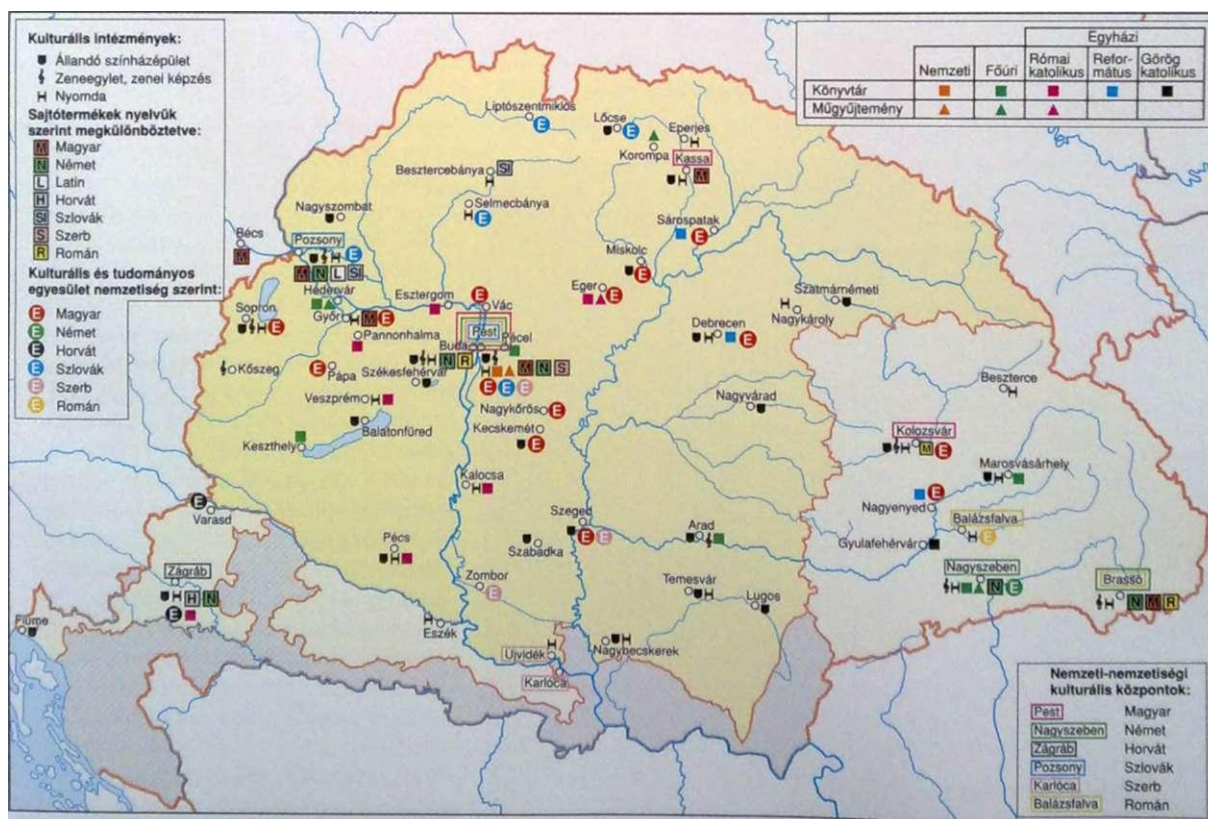 Kulturális intézmények:
Állandó színházépület
Zeneegylet, zenei képzés
Nyomda
Sajtótermékek nyelvük
szerint megkülönböztetve:
M Magyar
N Német
L Latin
H Horvát
Sl Szlovák
S Szerb
R Román
Kulturális és tudományos
egyesület nemzetiség szerint:
E Magyar
E Német
E Horvát
E Szlovák
E Szerb
E Román
Egyházi
Nemzeti Főúri Római katolikus Refor- mátus Görög katolikus
Könyvtár
Műgyűjtemény
Liptószentmiklós
E
Lőcse
E
Eperjes
Korompa
Kassa
M
Besztercebánya
Sl
Selmecbánya
E
Nagyszombat
Bécs
M
Pozsony
E
M N L Sl
Hédervár
Sárospatak
E
Miskolc
E
Eger
E
Esztergom
E
Vác
Szatmárnémeti
Nagykároly
Sopron
E
Győr
M E
Pannonhalma
Pest
Pécel
Buda
N R
M N S
E E E
Debrecen
E
Kőszeg
E
Pápa
Székesfehérvár
Veszprém
Balatonfüred
Keszthely
Nagykőrös
E
Kecskemét
E
Nagyvárad
Beszterce
Kolozsvár
M E
Marosvásárhely
Kalocsa
E
Nagyenyed
E
Varasd
Szeged
E E
Szabadka
Arad
Balázsfalva
E
Gyulafehérvár
Pécs
Zágráb
H N
E
Zombor
E
Temesvár
Lugos
Nagyszeben
N E
Brassó
N M R
Fiume
Eszék
Újvidék
Nagybecskerek
Karlóca
Nemzeti-nemzetiségi
kulturális központok:
Pest Magyar
Nagyszeben Német
Zágráb Horvát
Pozsony Szlovák
Karlóca Szerb
Balázsfalva Román